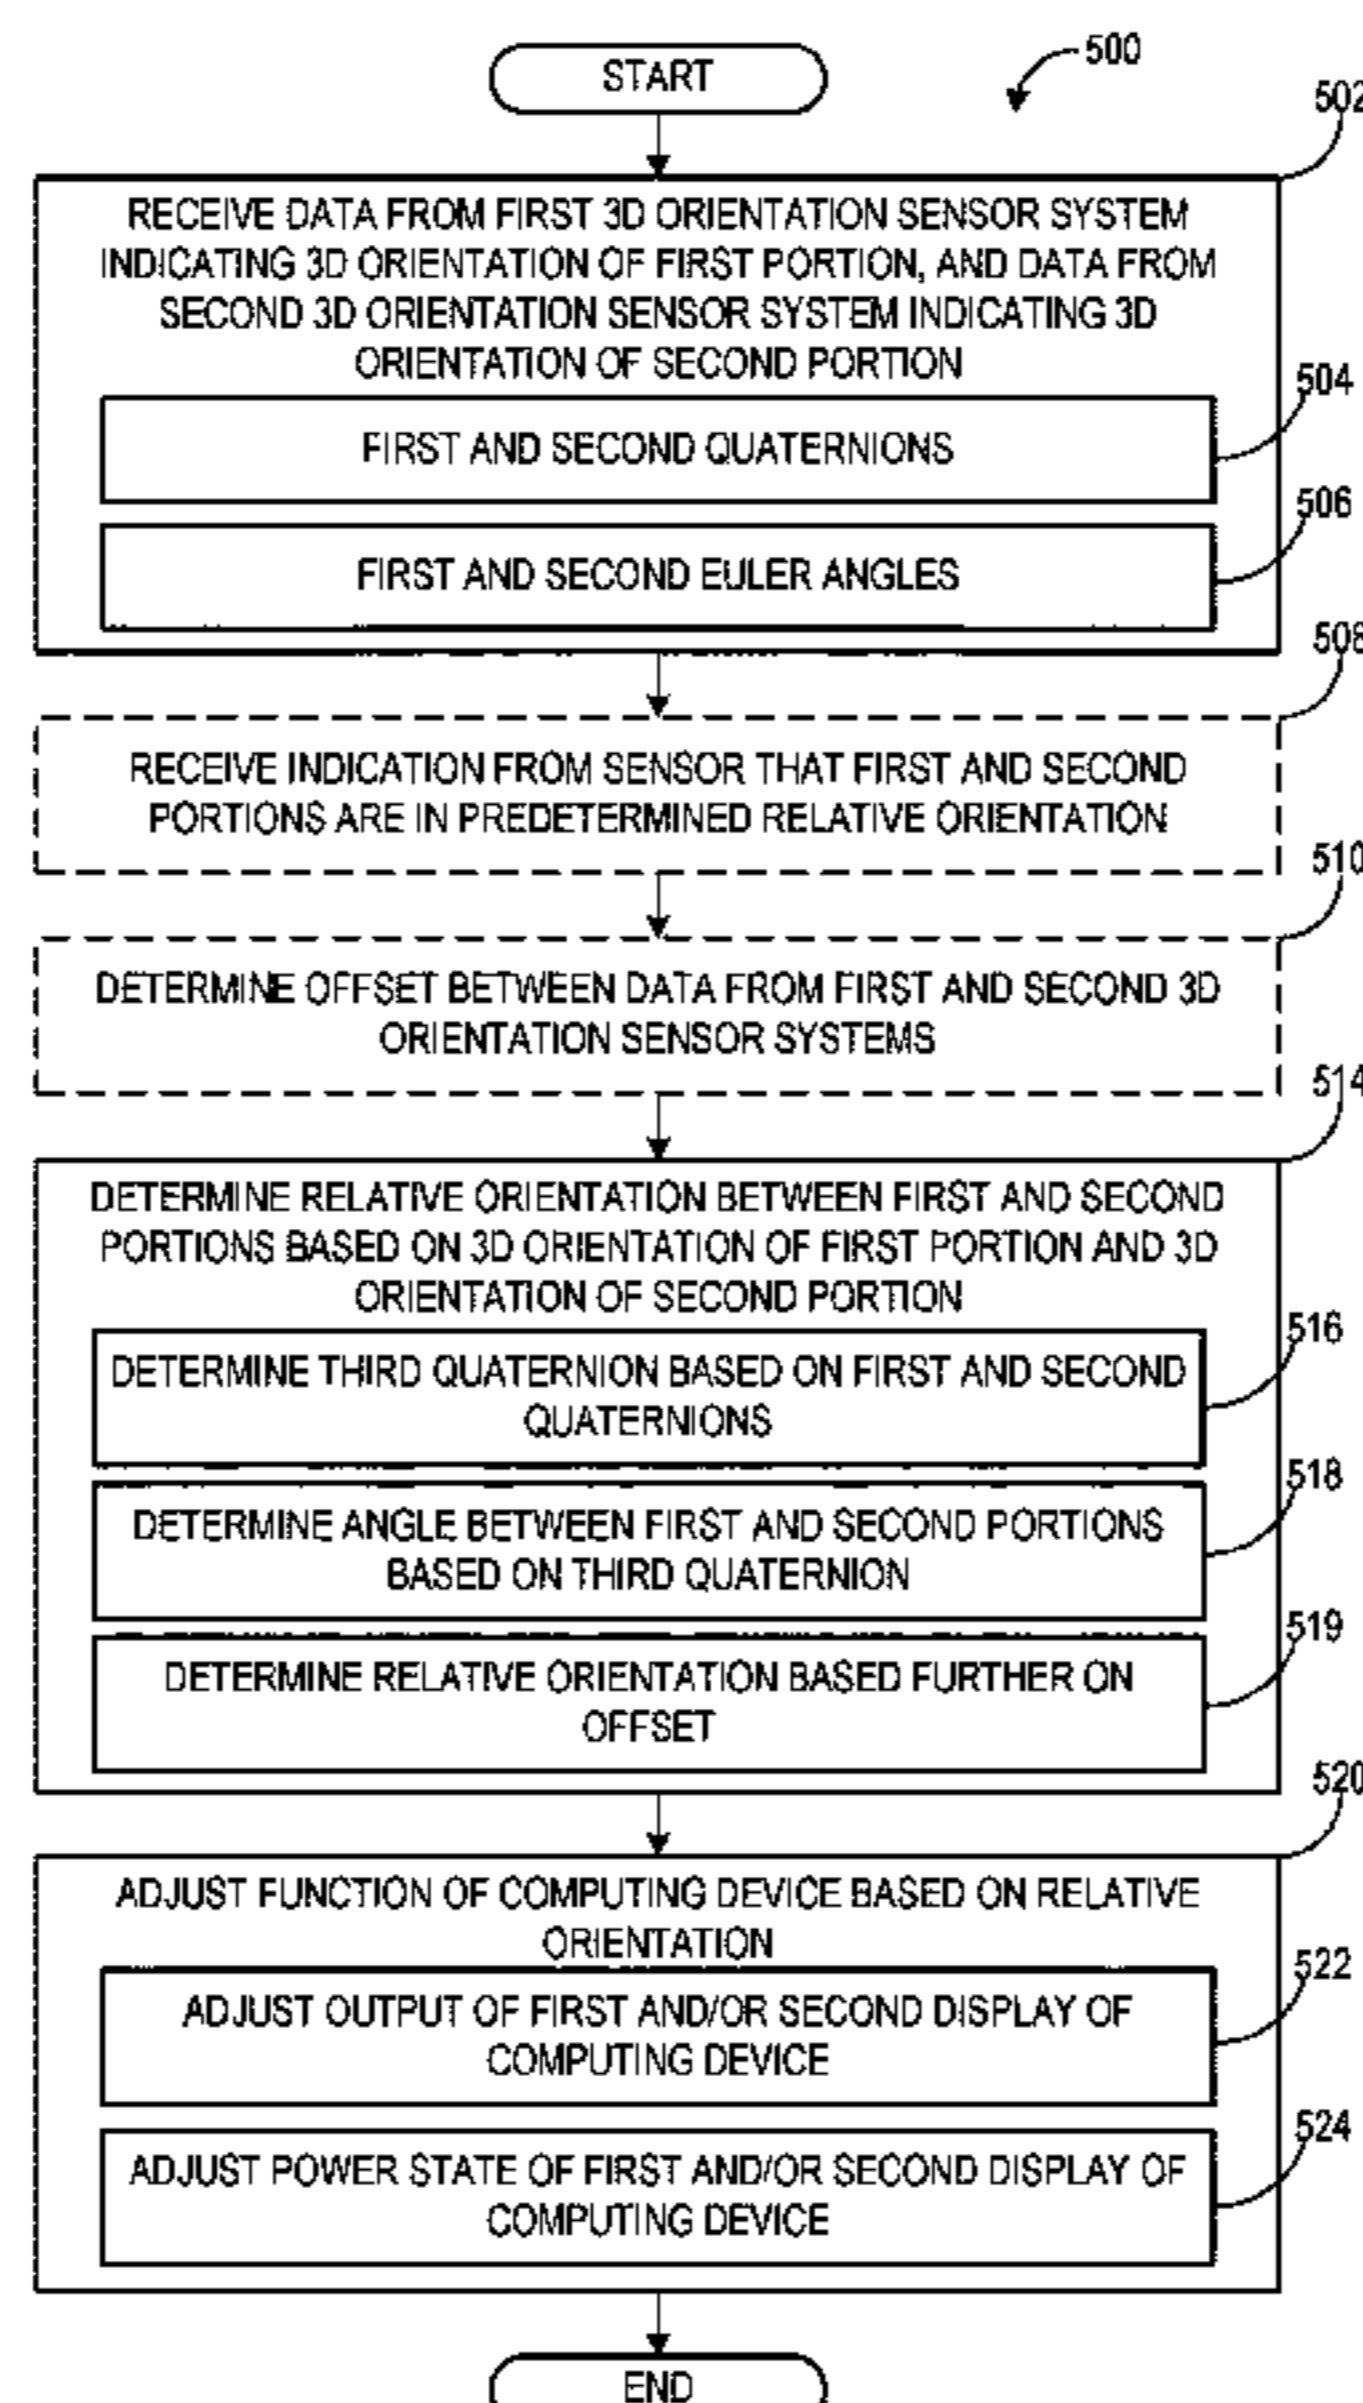 START
500
502
RECEIVE DATA FROM FIRST 3D ORIENTATION SENSOR SYSTEM
INDICATING 3D ORIENTATION OF FIRST PORTION, AND DATA FROM
SECOND 3D ORIENTATION SENSOR SYSTEM INDICATING 3D
ORIENTATION OF SECOND PORTION
504
FIRST AND SECOND QUATERNIONS
506
FIRST AND SECOND EULER ANGLES
508
RECEIVE INDICATION FROM SENSOR THAT FIRST AND SECOND
PORTIONS ARE IN PREDETERMINED RELATIVE ORIENTATION
510
DETERMINE OFFSET BETWEEN DATA FROM FIRST AND SECOND 3D
ORIENTATION SENSOR SYSTEMS
514
DETERMINE RELATIVE ORIENTATION BETWEEN FIRST AND SECOND
PORTIONS BASED ON 3D ORIENTATION OF FIRST PORTION AND 3D
ORIENTATION OF SECOND PORTION
516
DETERMINE THIRD QUATERNION BASED ON FIRST AND SECOND
QUATERNIONS
518
DETERMINE ANGLE BETWEEN FIRST AND SECOND PORTIONS
BASED ON THIRD QUATERNION
519
DETERMINE RELATIVE ORIENTATION BASED FURTHER ON
OFFSET
520
ADJUST FUNCTION OF COMPUTING DEVICE BASED ON RELATIVE
ORIENTATION
522
ADJUST OUTPUT OF FIRST AND/OR SECOND DISPLAY OF
COMPUTING DEVICE
524
ADJUST POWER STATE OF FIRST AND/OR SECOND DISPLAY OF
COMPUTING DEVICE
END